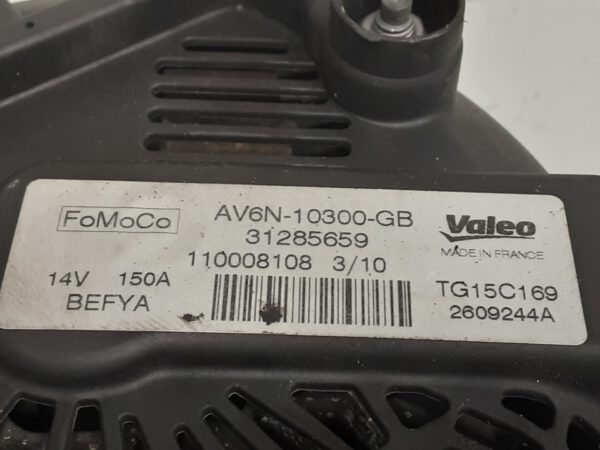 FoMoCo
AV6N-10300-GB
31285659
110008108 3/10
14V 150A
BEFYA
Valeo
MADE IN FRANCE
TG15C169
2609244A